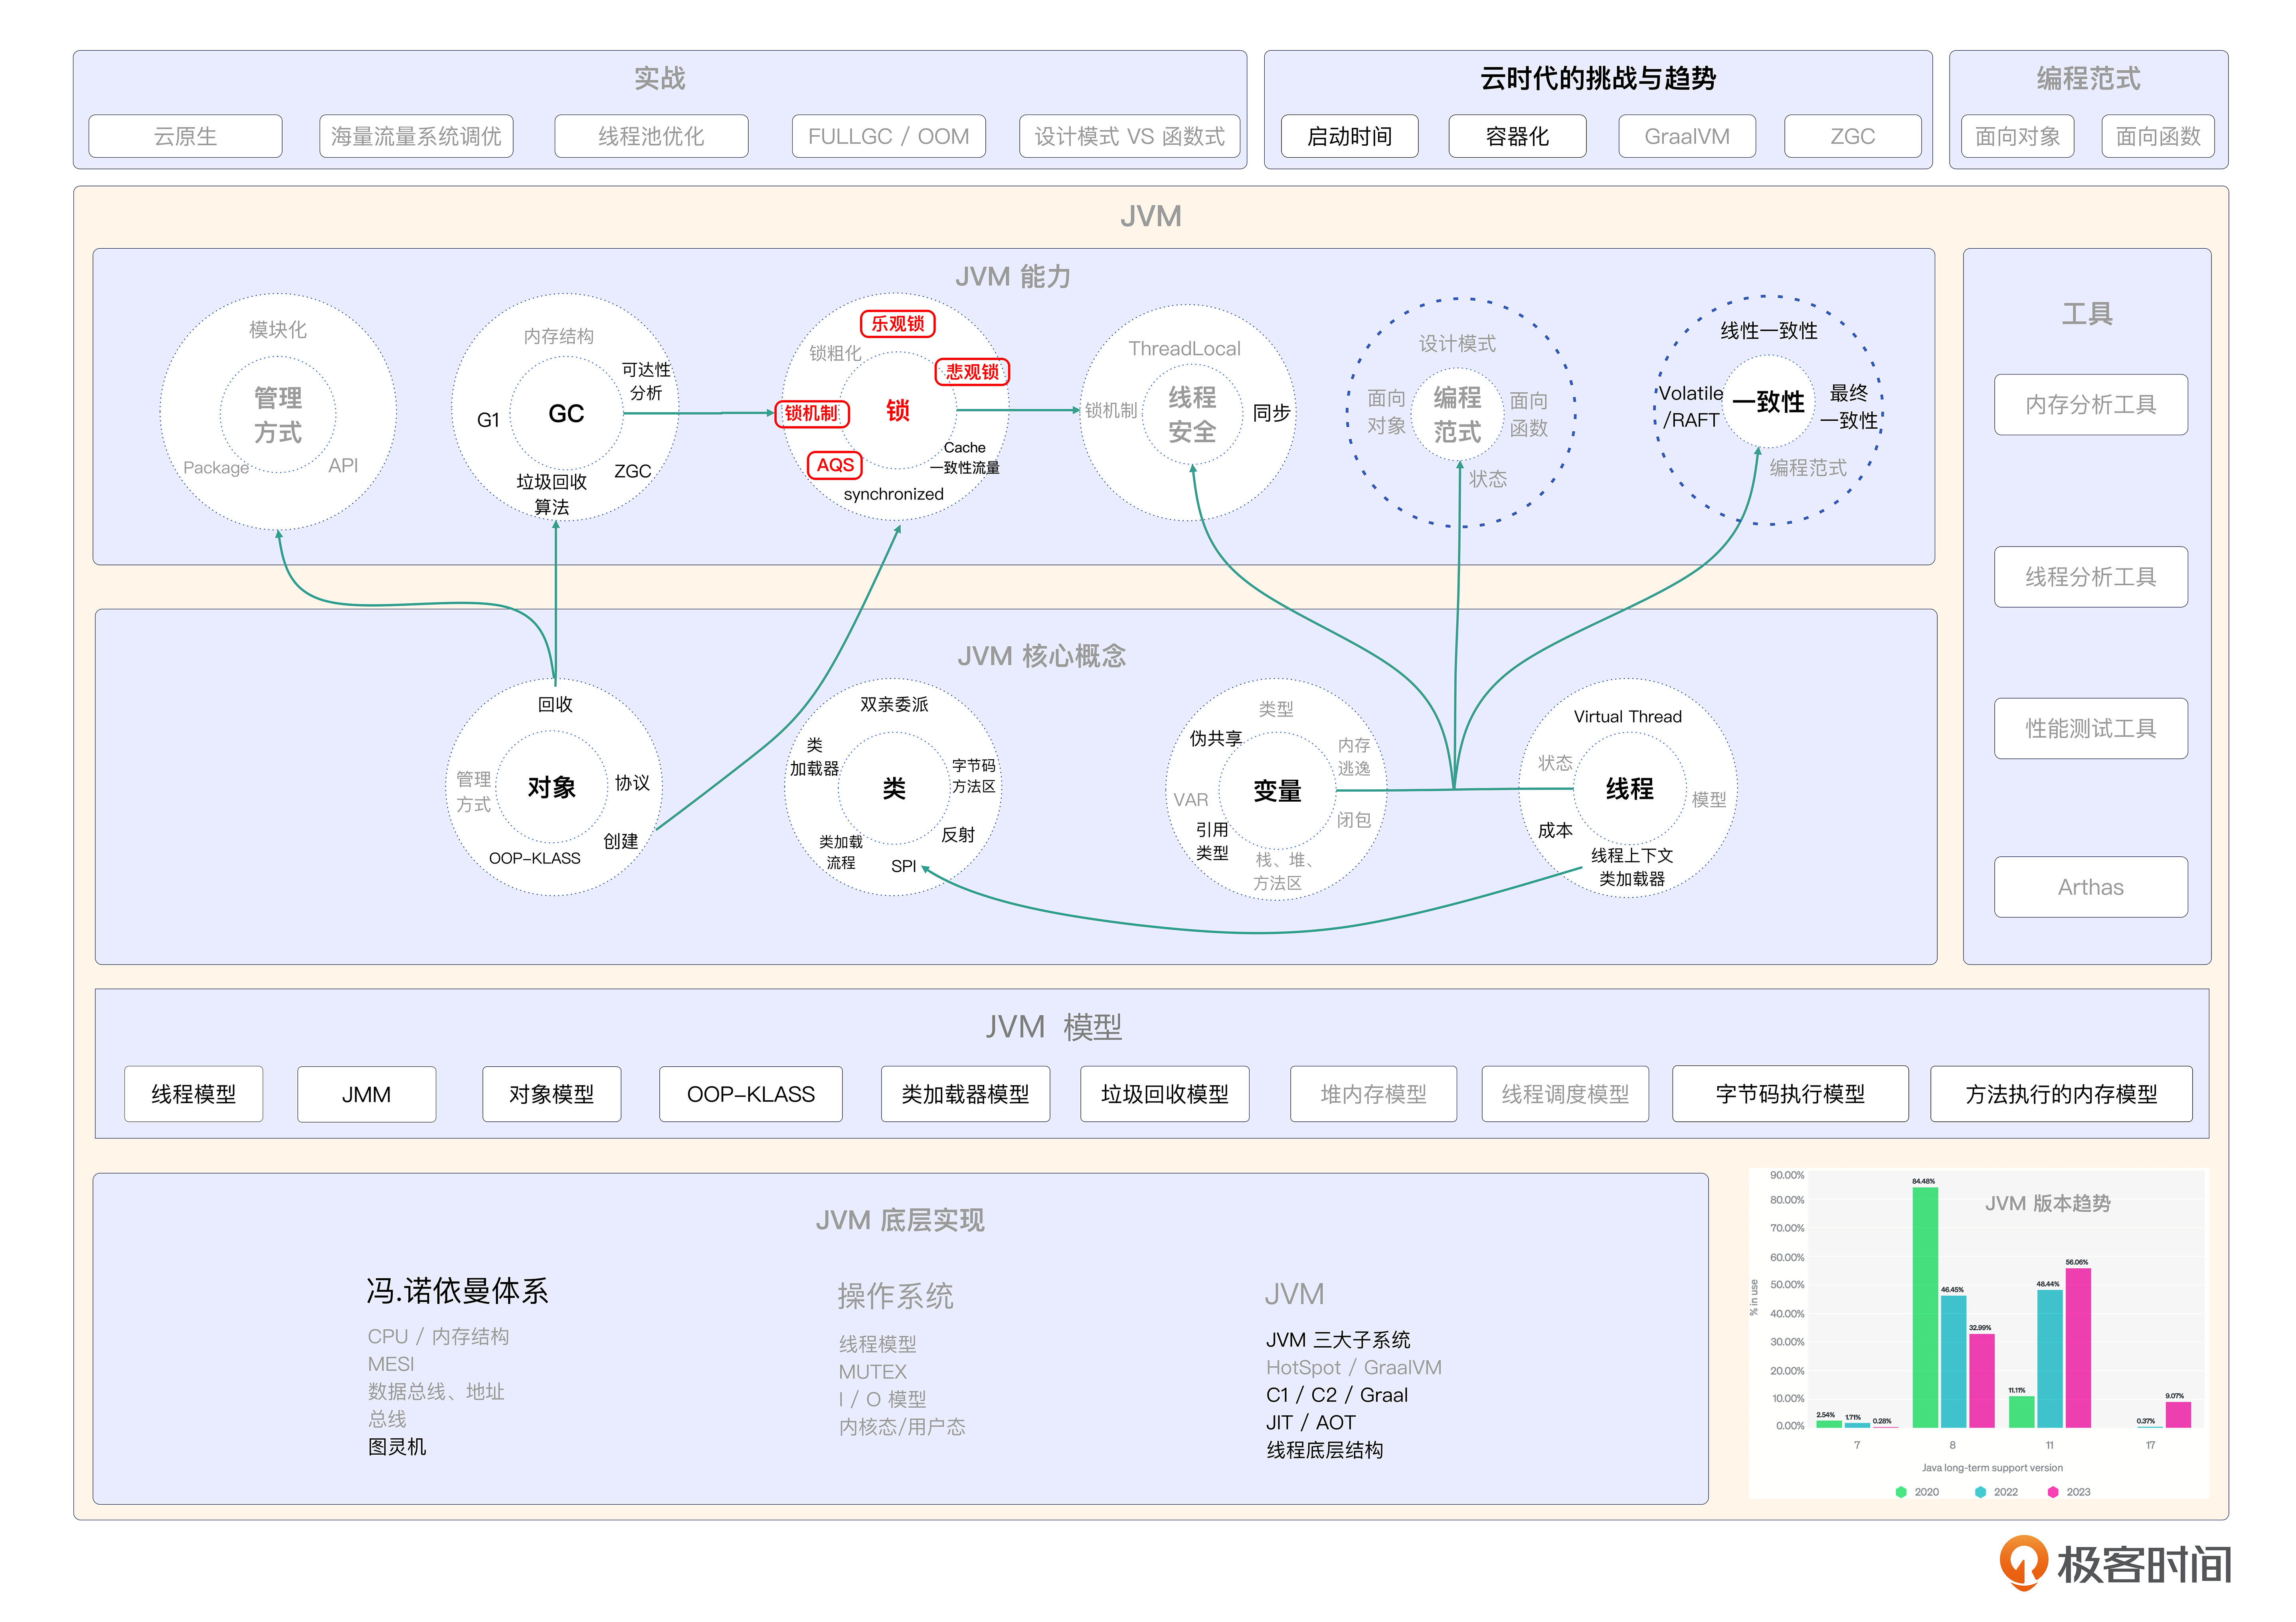 实战
云原生
海量流量系统调优
线程池优化
FULLGC / OOM
设计模式 VS 函数式
云时代的挑战与趋势
启动时间
容器化
GraalVM
ZGC
编程范式
面向对象
面向函数
JVM
JVM 能力
模块化
管理
方式
Package
API
内存结构
可达性
分析
GC
G1
ZGC
垃圾回收
算法
乐观锁
锁粗化
悲观锁
锁机制
锁
AQS
Cache
一致性流量
synchronized
ThreadLocal
锁机制
线程
安全
同步
设计模式
面向
对象
编程
范式
面向
函数
状态
线性一致性
Volatile
/RAFT
一致性
最终
一致性
编程范式
工具
内存分析工具
线程分析工具
性能测试工具
Arthas
JVM 核心概念
回收
管理
方式
对象
协议
创建
OOP-KLASS
双亲委派
类
加载器
类
字节码
方法区
类加载
流程
SPI
反射
类型
伪共享
内存
逃逸
变量
VAR
闭包
引用
类型
栈、堆、
方法区
Virtual Thread
状态
线程
模型
成本
线程上下文
类加载器
JVM 模型
线程模型
JMM
对象模型
OOP-KLASS
类加载器模型
垃圾回收模型
堆内存模型
线程调度模型
字节码执行模型
方法执行的内存模型
JVM 底层实现
冯.诺依曼体系
CPU / 内存结构
MESI
数据总线、地址
总线
图灵机
操作系统
线程模型
MUTEX
I / O 模型
内核态/用户态
JVM
JVM 三大子系统
HotSpot / GraalVM
C1 / C2 / Graal
JIT / AOT
线程底层结构
JVM 版本趋势
% in use
90.00%
80.00%
70.00%
60.00%
50.00%
40.00%
30.00%
20.00%
10.00%
0.00%
2.54%
1.71%
0.28%
84.48%
46.45%
32.99%
11.11%
48.44%
56.06%
0.37%
9.07%
7
8
11
17
Java long-term support version
2020
2022
2023
极客时间